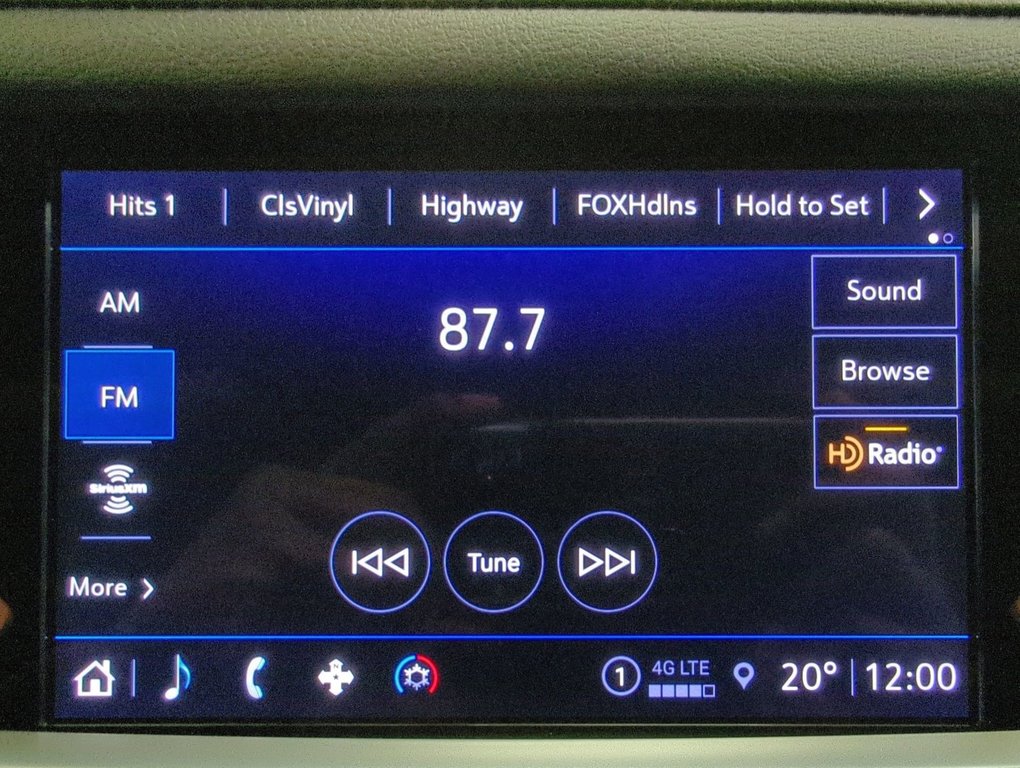 Hits 1 ClsVinyl Highway FOXHdlns Hold to Set
AM
87.7
Sound
FM
Browse
HD Radio
SiriusXM
Tune
More
N
1 4G LTE 20° 12:00